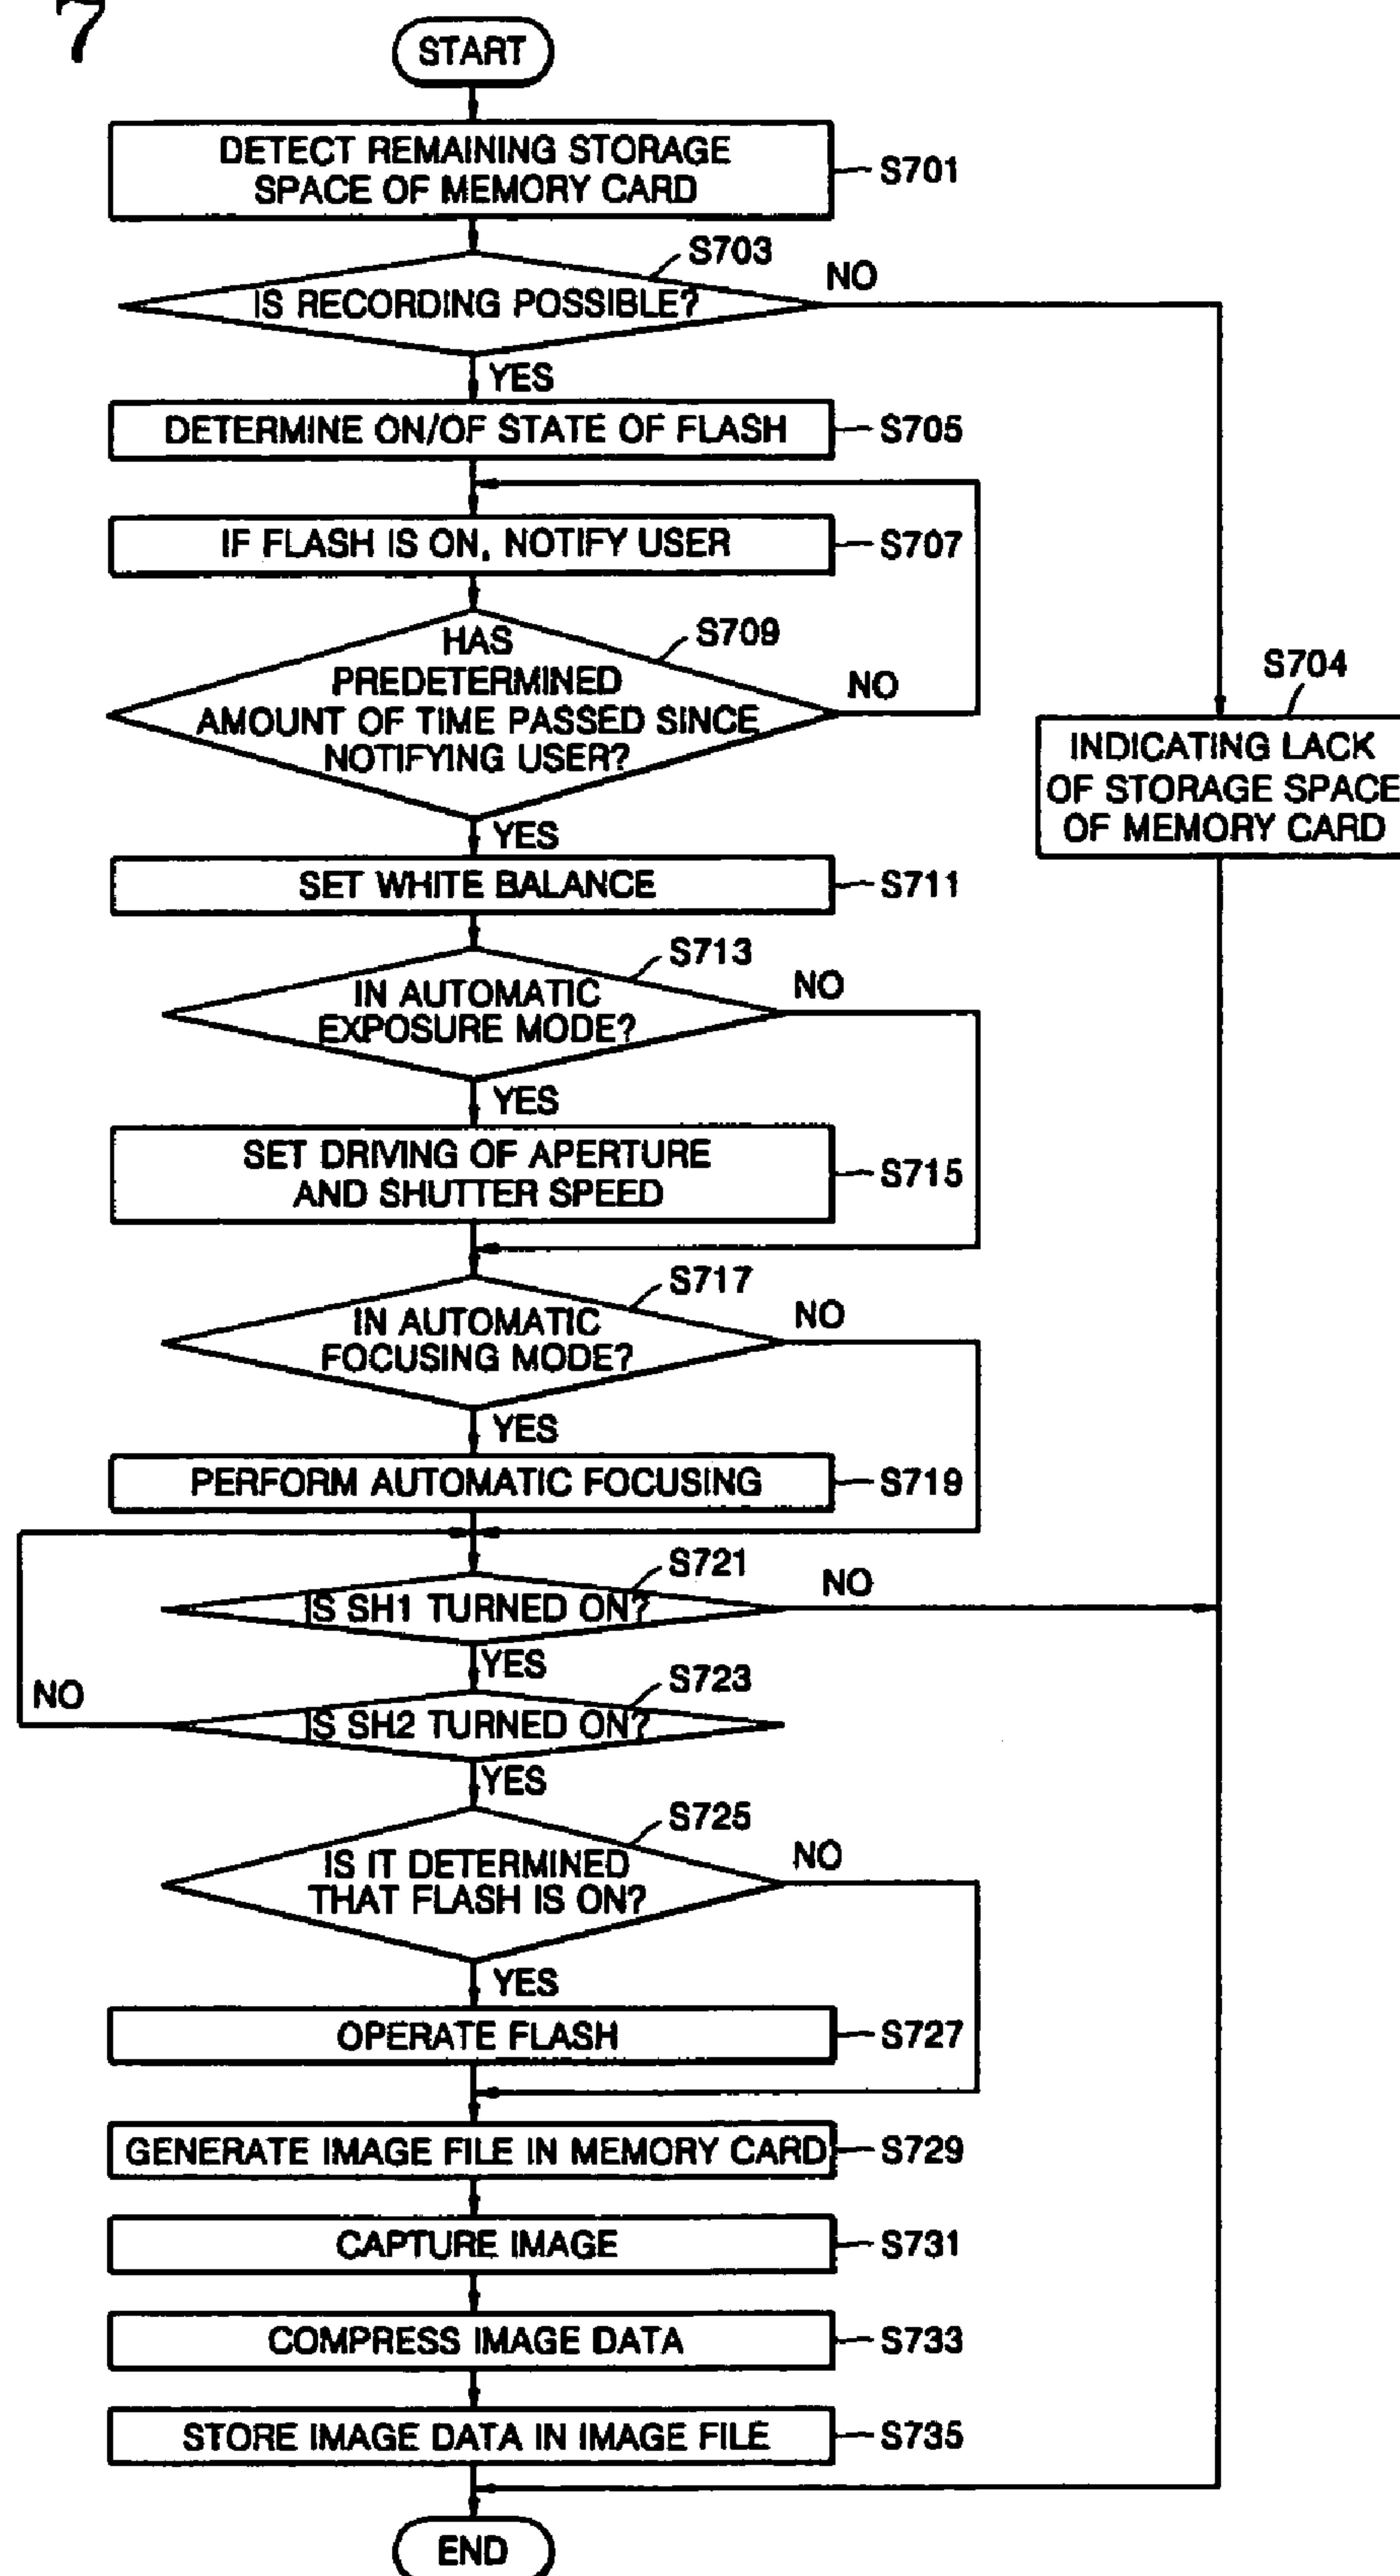 7
START
DETECT REMAINING STORAGE
SPACE OF MEMORY CARD
S701
S703
IS RECORDING POSSIBLE?
NO
YES
DETERMINE ON/OF STATE OF FLASH
S705
IF FLASH IS ON, NOTIFY USER
S707
HAS
PREDETERMINED
AMOUNT OF TIME PASSED SINCE
NOTIFYING USER?
S709
NO
S704
INDICATING LACK
OF STORAGE SPACE
OF MEMORY CARD
YES
SET WHITE BALANCE
S711
S713
IN AUTOMATIC
EXPOSURE MODE?
NO
YES
SET DRIVING OF APERTURE
AND SHUTTER SPEED
S715
S717
IN AUTOMATIC
FOCUSING MODE?
NO
YES
PERFORM AUTOMATIC FOCUSING
S719
S721
IS SH1 TURNED ON?
NO
YES
S723
IS SH2 TURNED ON?
NO
YES
S725
IS IT DETERMINED
THAT FLASH IS ON?
NO
YES
OPERATE FLASH
S727
GENERATE IMAGE FILE IN MEMORY CARD
S729
CAPTURE IMAGE
S731
COMPRESS IMAGE DATA
S733
STORE IMAGE DATA IN IMAGE FILE
S735
END